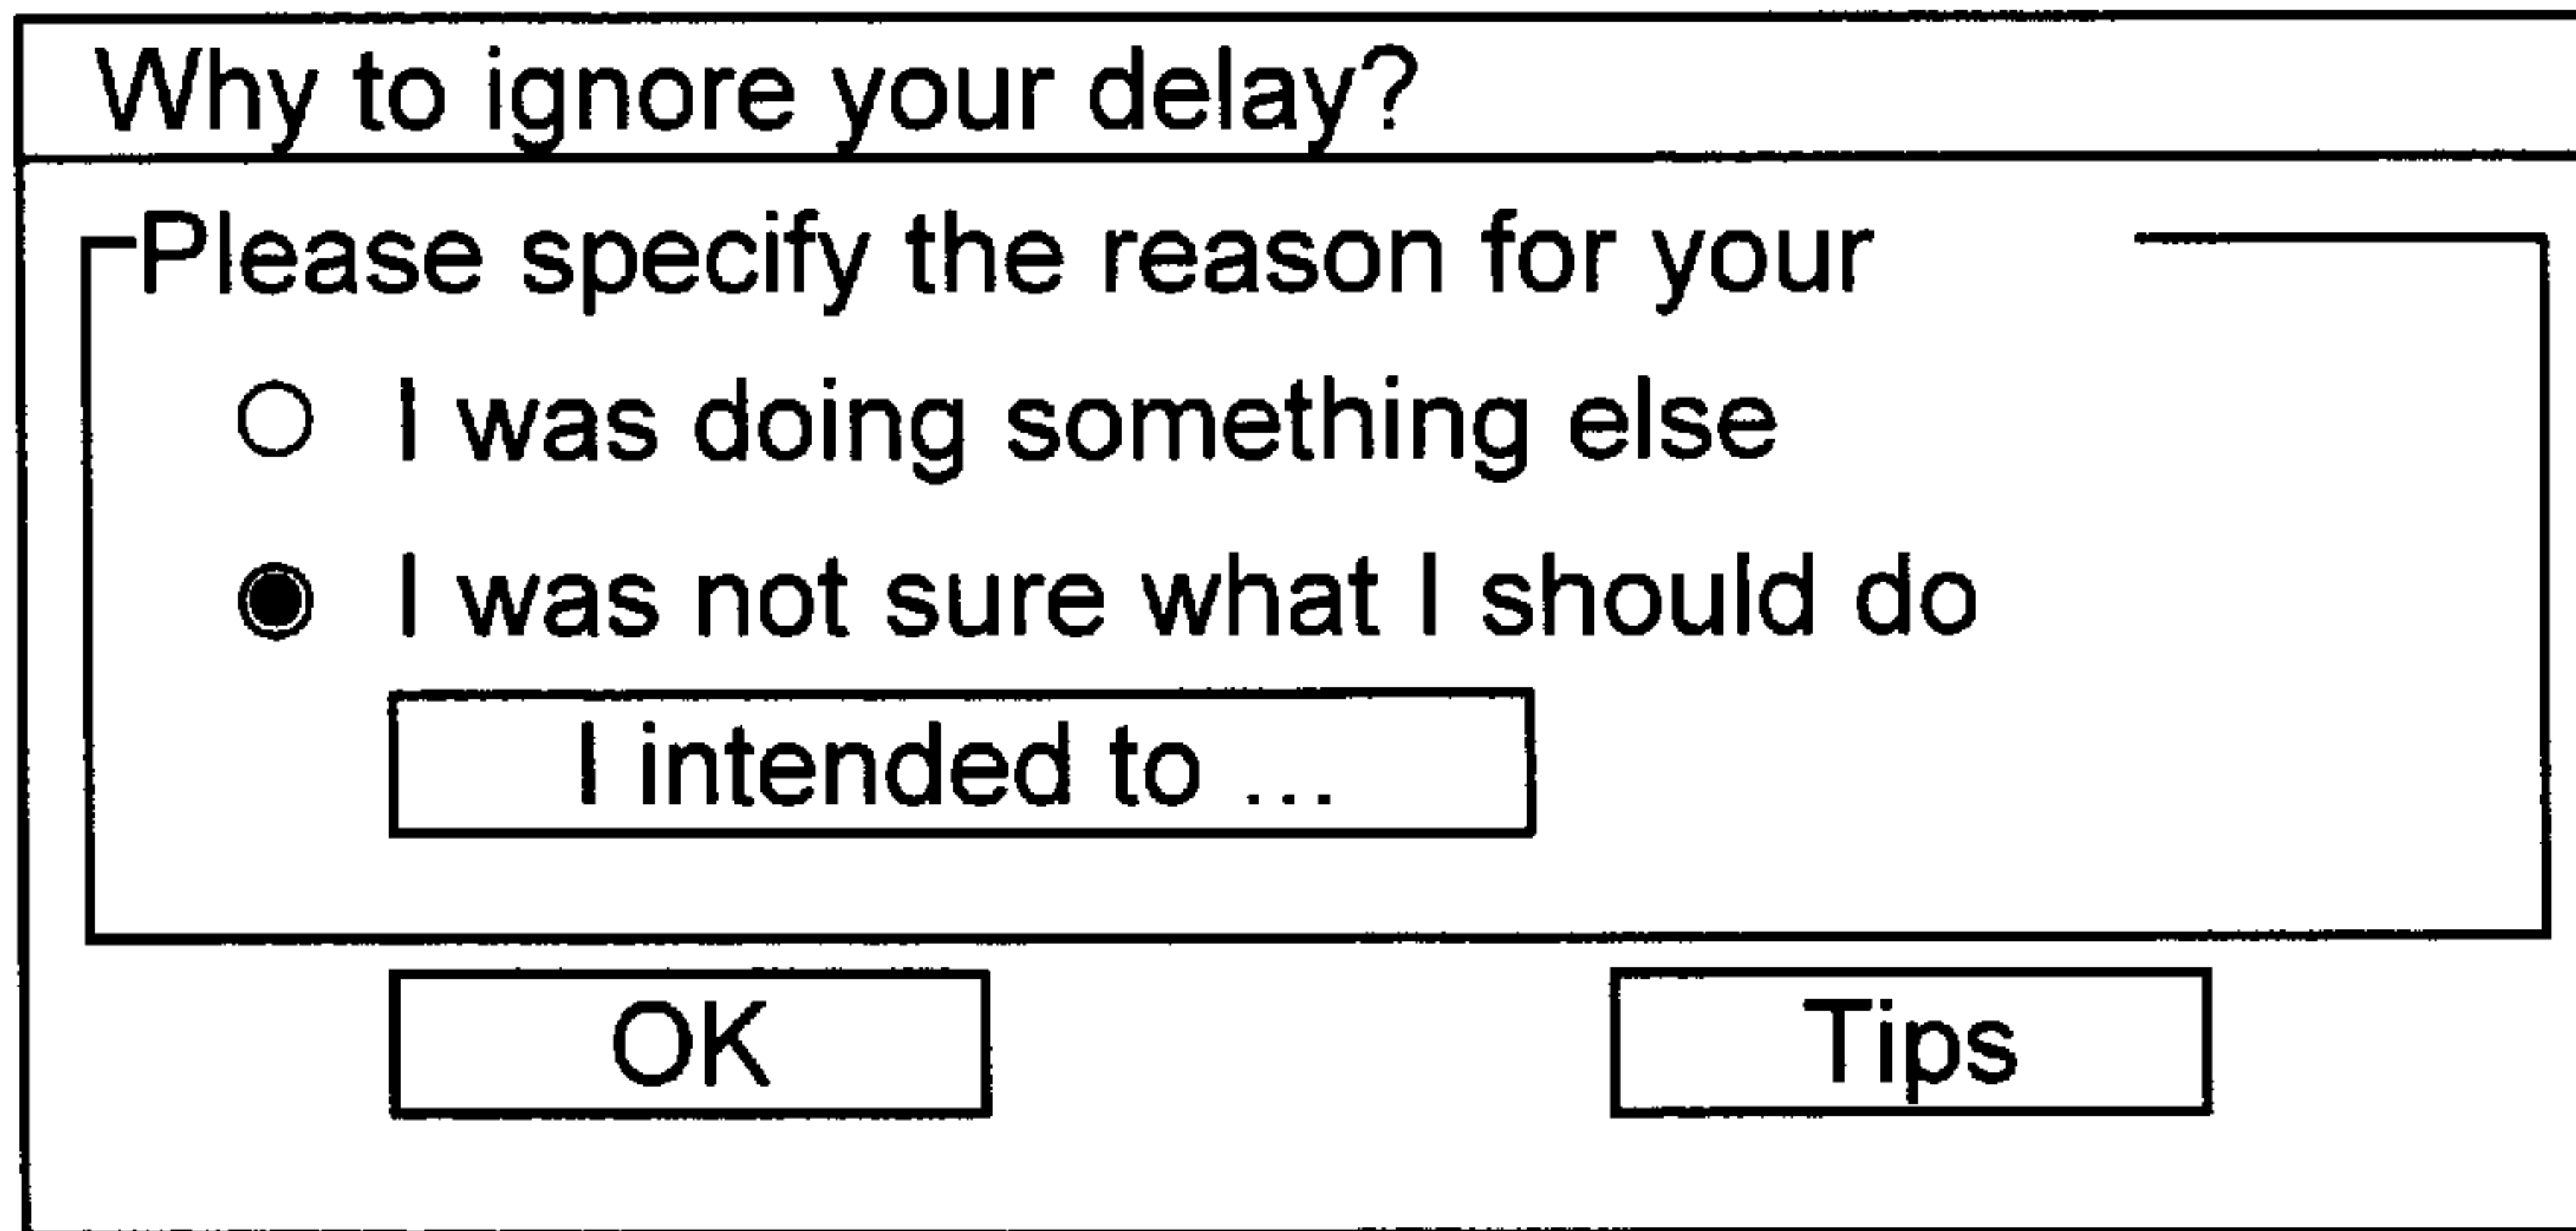 Why to ignore your delay?
Please specify the reason for your
I was doing something else
I was not sure what I should do
I intended to ...
OK
Tips